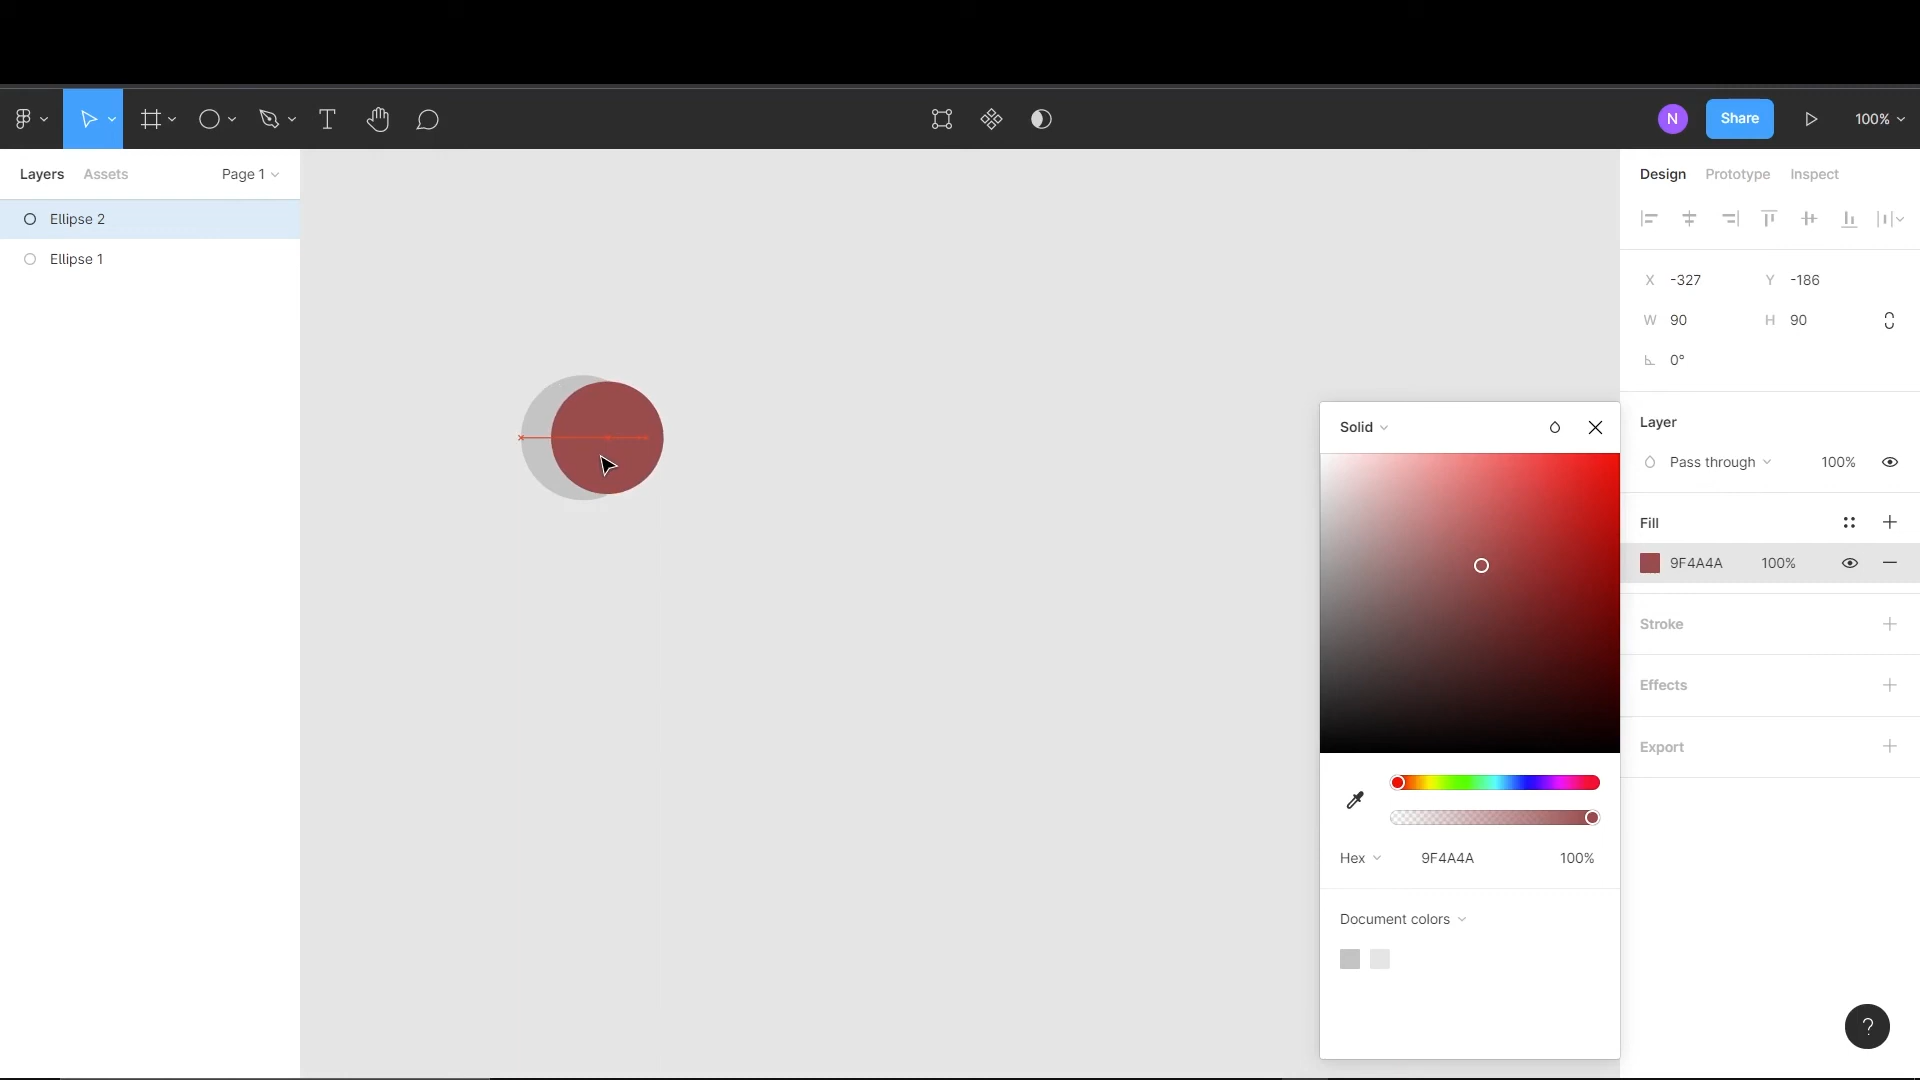 N
Share
100%
Layers
Assets
Page 1
Design
Prototype
Inspect
Ellipse 2
Ellipse 1
X -327
Y -186
W 90
H 90
0°
Layer
Pass through
100%
Fill
9F4A4A
100%
Stroke
Effects
Export
Solid
Hex
9F4A4A
100%
Document colors
?